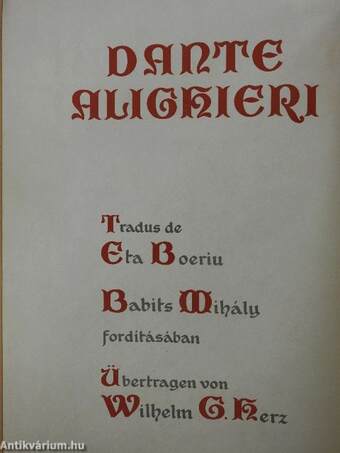 DANTE
ALIGHIERI
Tradus de
Eta Boeriu
Babits Mihály
fordításában
Übertragen von
Wilhelm G. Herz
Antikvárium.hu